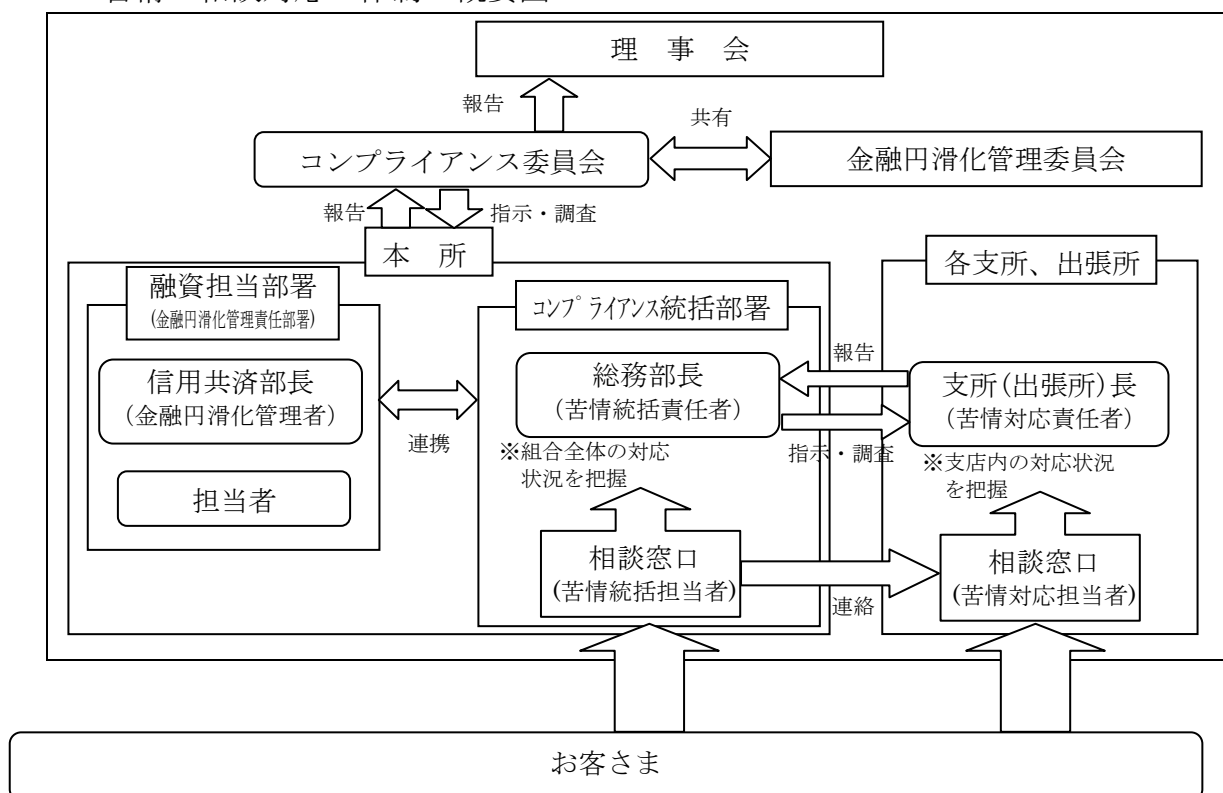 理　事　会
報告
共有
コンプライアンス委員会
金融円滑化管理委員会
報告
指示・調査
本　所
各支所、出張所
融資担当部署
(金融円滑化管理責任部署)
ｺﾝﾌﾟﾗｲｱﾝｽ統括部署
信用共済部長
(金融円滑化管理者)
連携
総務部長
(苦情統括責任者)
報告
指示・調査
支所(出張所)長
(苦情対応責任者)
※組合全体の対応
状況を把握
※支店内の対応状況
を把握
担当者
相談窓口
(苦情統括担当者)
連絡
相談窓口
(苦情対応担当者)
お客さま